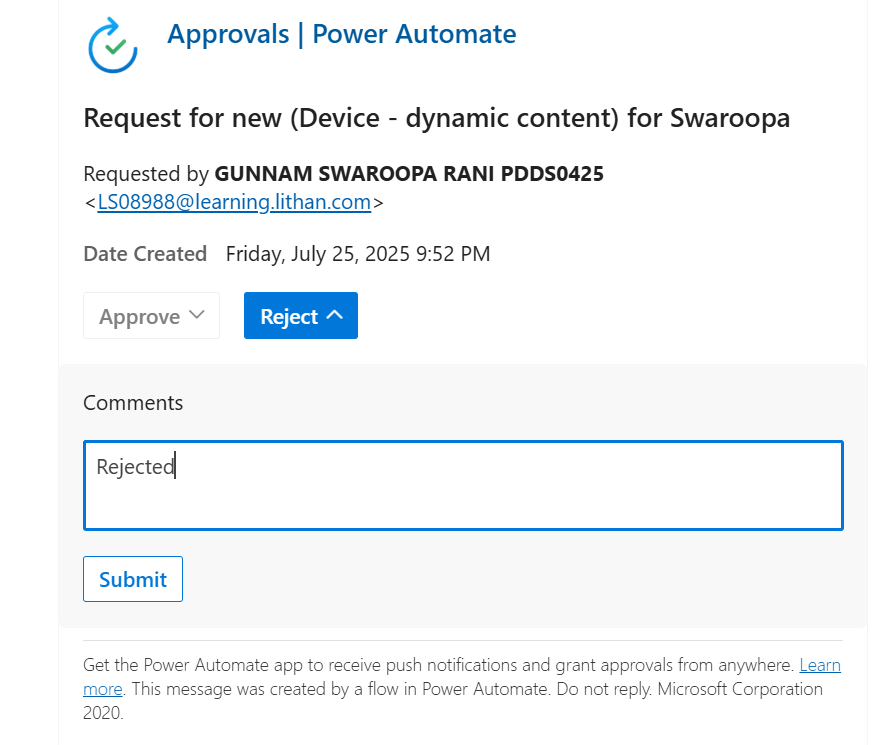 Approvals | Power Automate
Request for new (Device - dynamic content) for Swaroopa
Requested by GUNNAM SWAROOPA RANI PDDS0425
<LS08988@learning.lithan.com>
Date Created Friday, July 25, 2025 9:52 PM
Approve Reject
Comments
Rejected
Submit
Get the Power Automate app to receive push notifications and grant approvals from anywhere. Learn
more. This message was created by a flow in Power Automate. Do not reply. Microsoft Corporation
2020.